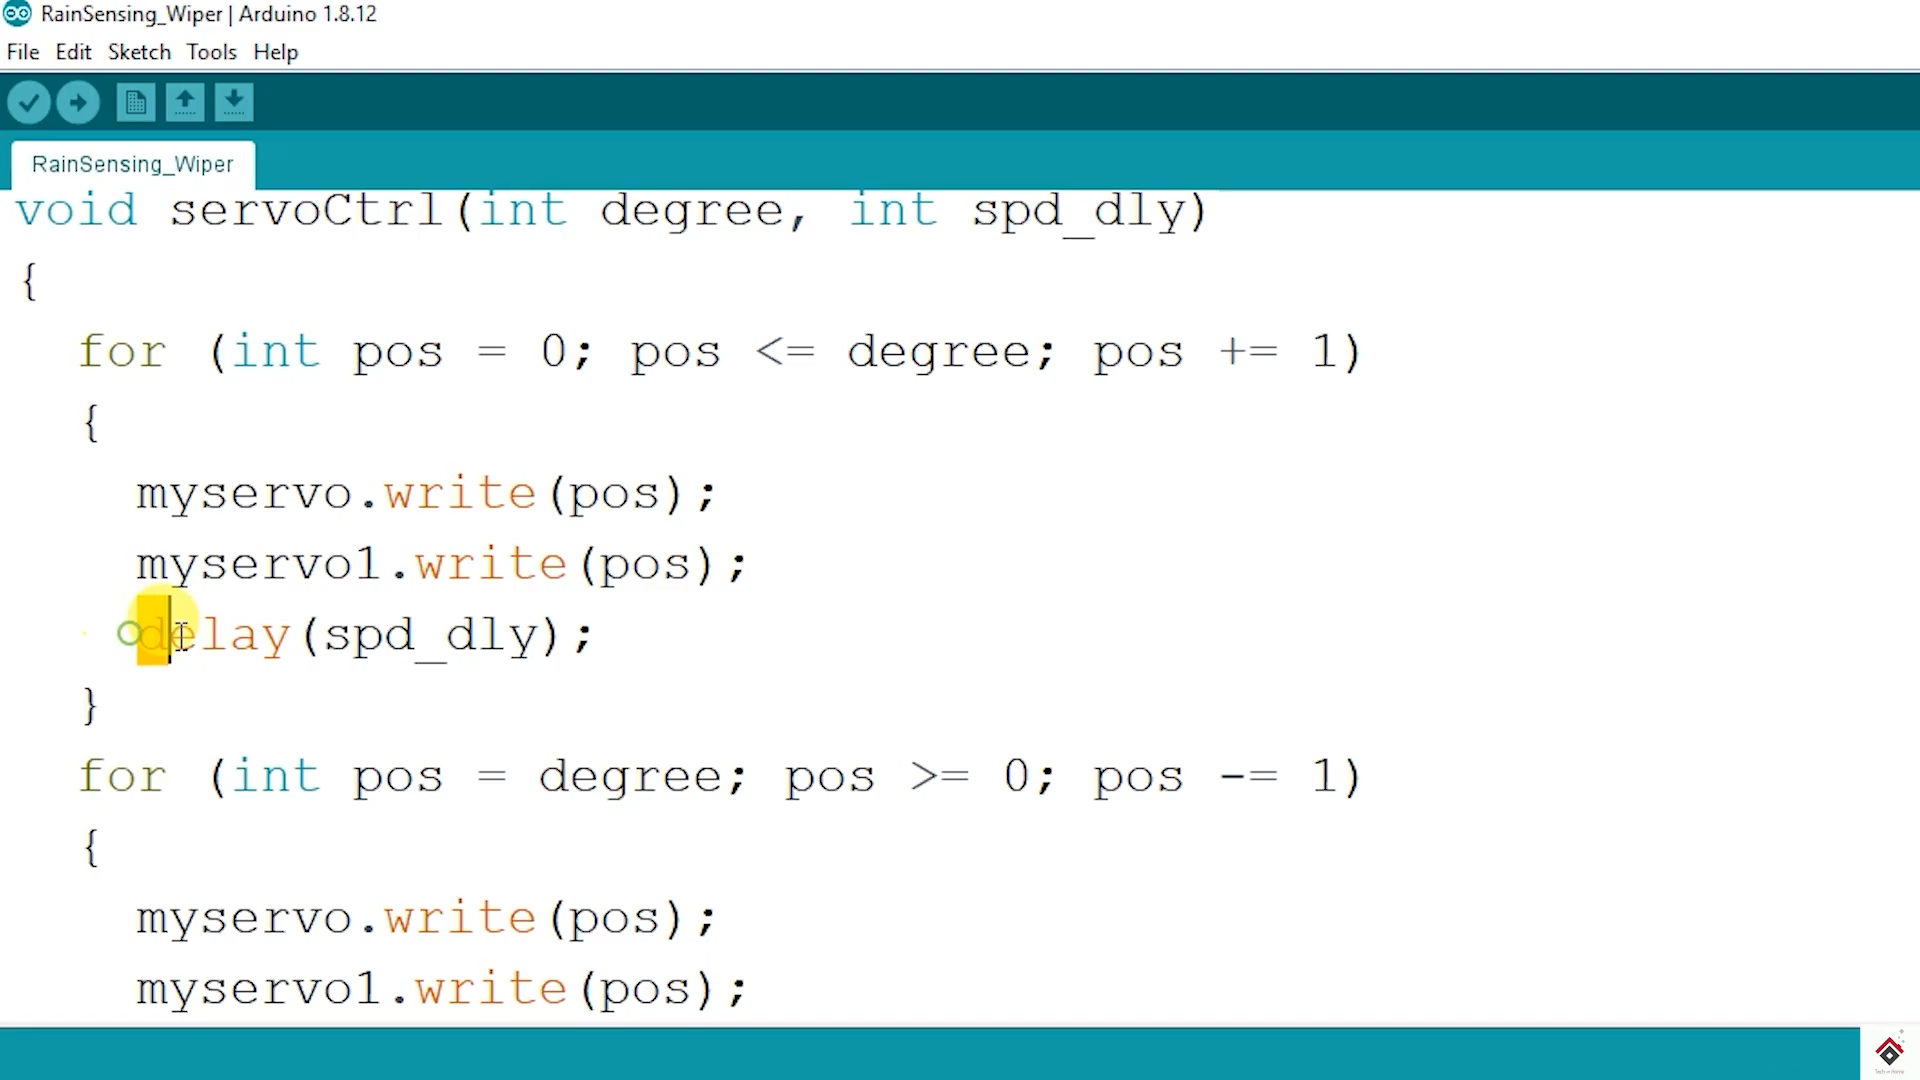 RainSensing_Wiper | Arduino 1.8.12
File Edit Sketch Tools Help
RainSensing_Wiper
void servoCtrl(int degree, int spd_dly)
{
for (int pos = 0; pos <= degree; pos += 1)
{
myservo.write(pos);
myservo1.write(pos);
delay(spd_dly);
}
for (int pos = degree; pos >= 0; pos -= 1)
{
myservo.write(pos);
myservo1.write(pos);